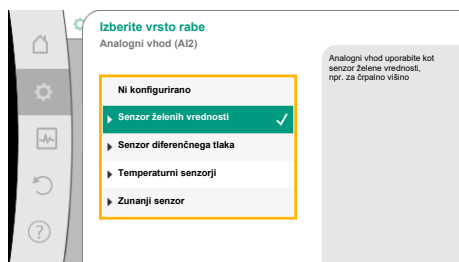 Izberite vrsto rabe
Analogni vhod (AI2)
Analogni vhod uporabite kot
senzor želene vrednosti,
npr. za črpalno višino
Ni konfigurirano
Senzor želenih vrednosti
Senzor diferenčnega tlaka
Temperaturni senzorji
Zunanji senzor
?